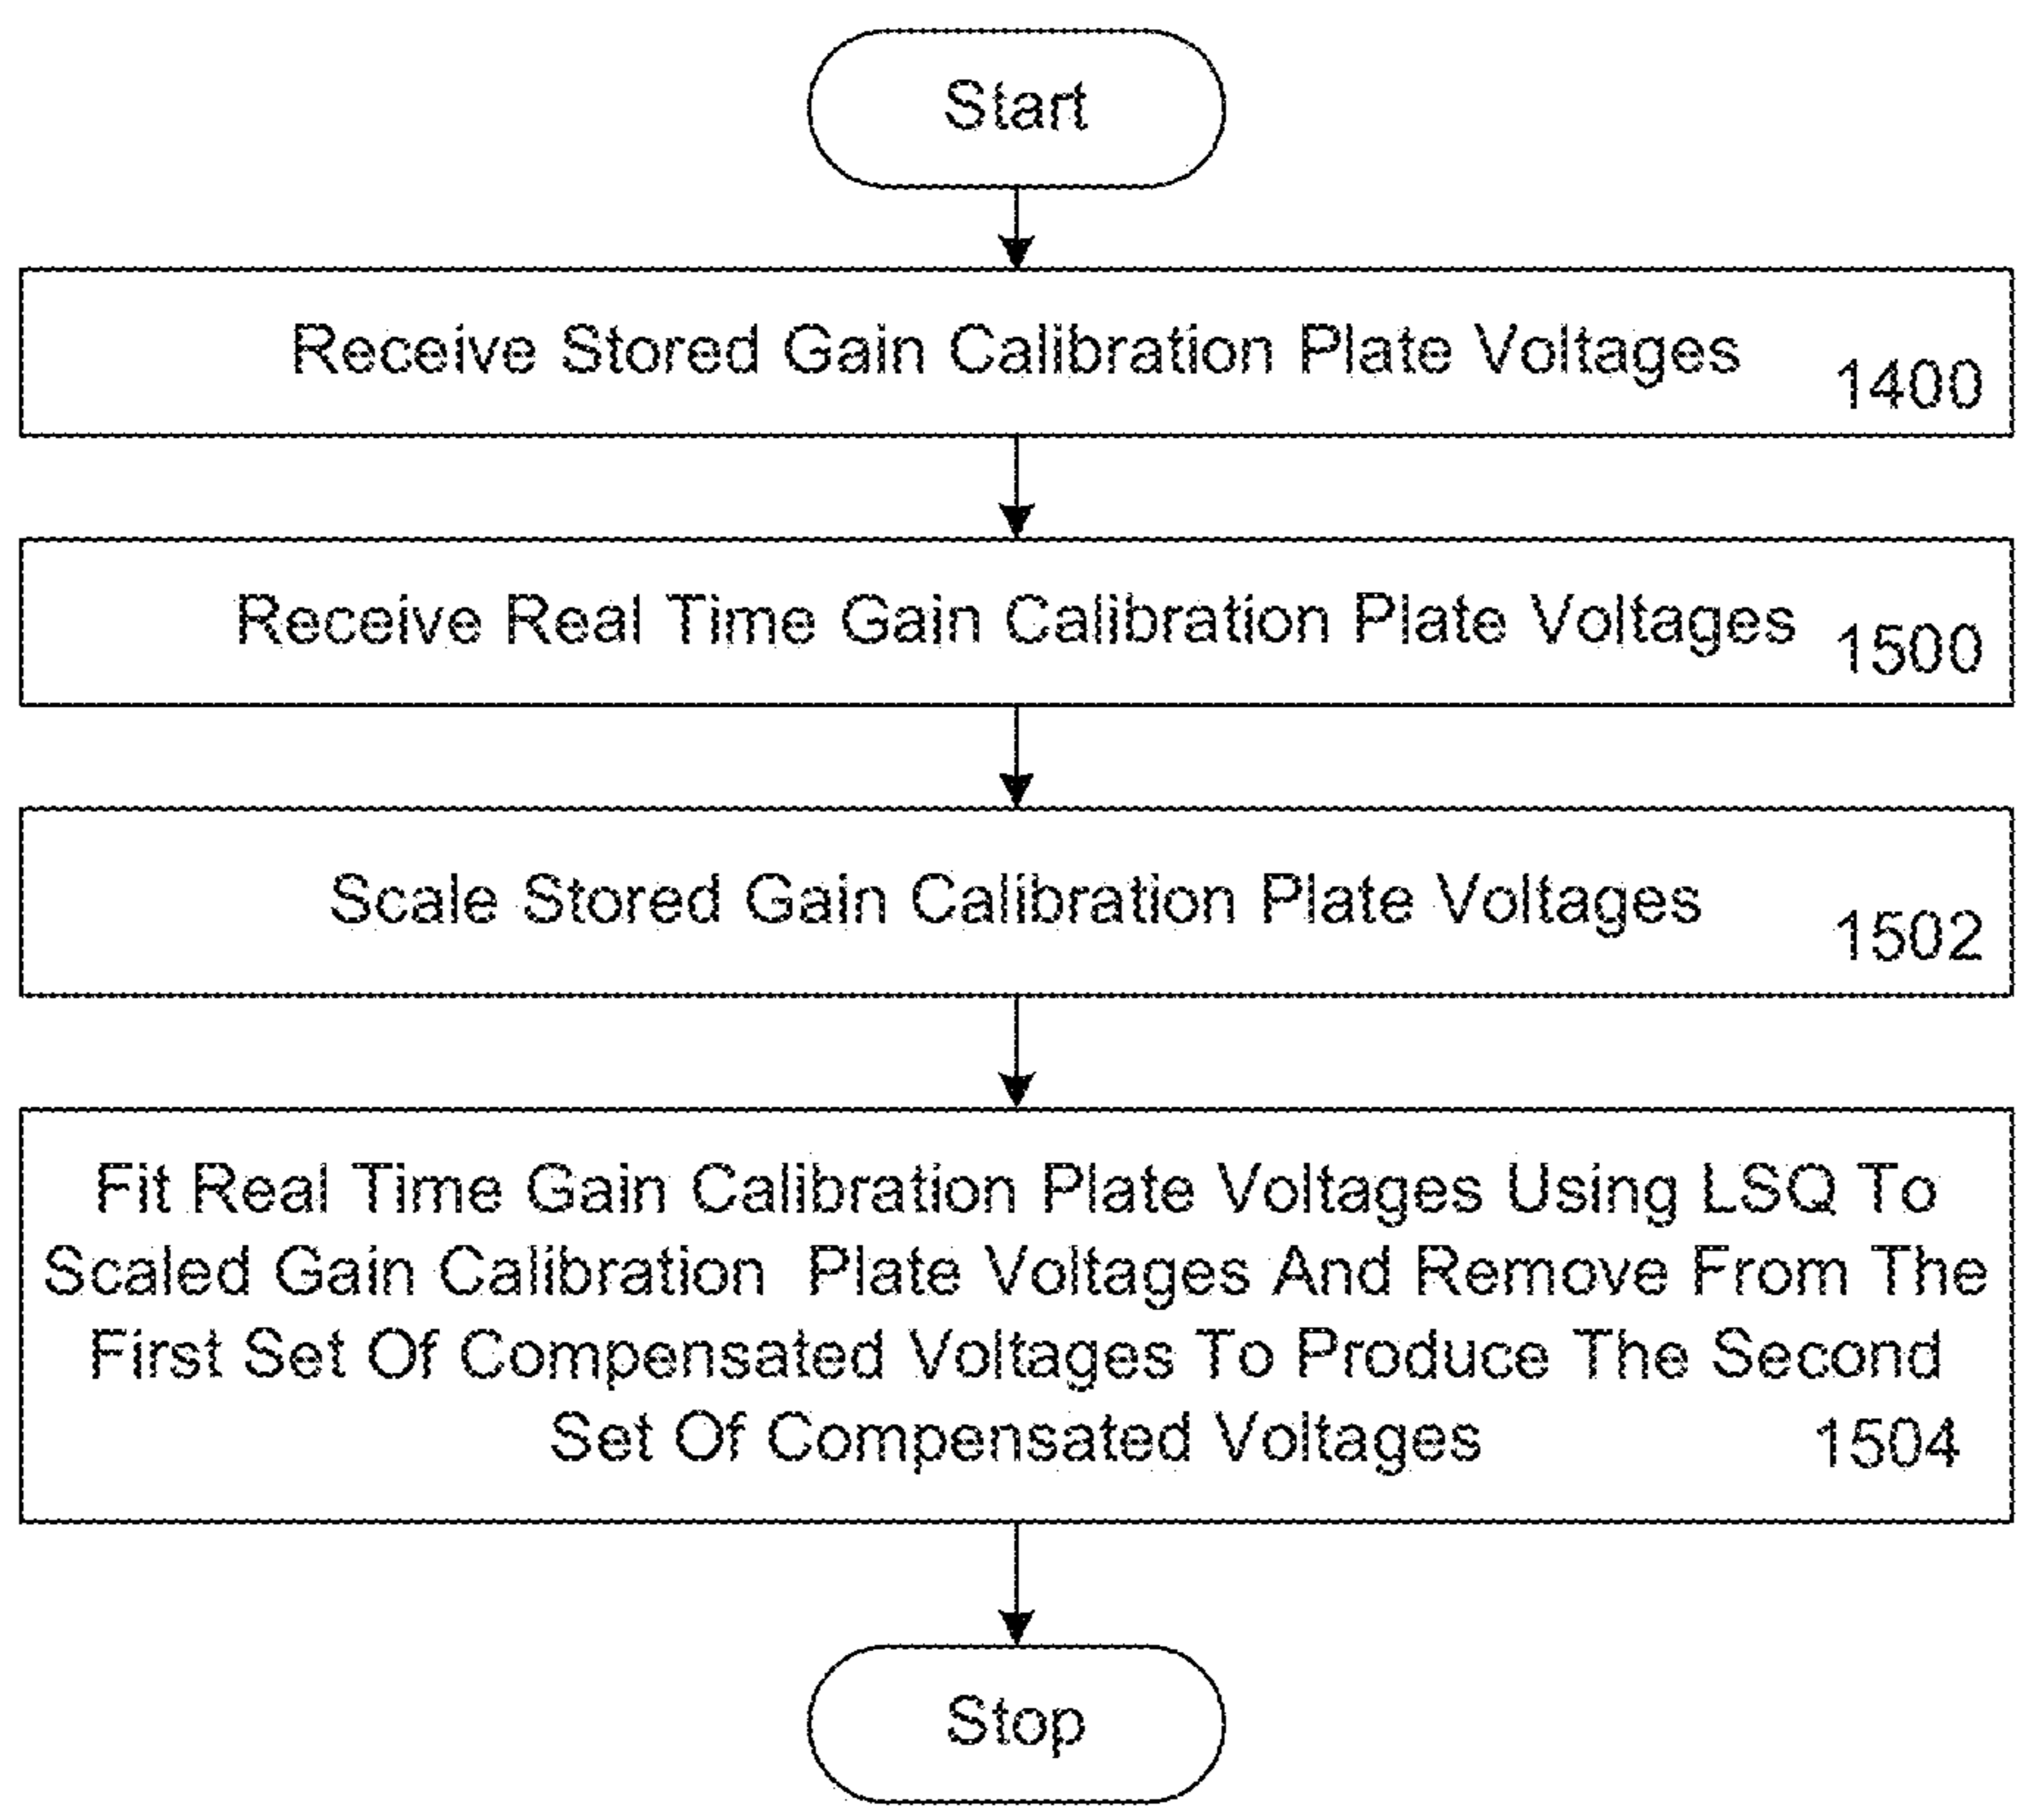 Start
Receive Stored Gain Calibration Plate Voltages
1400
Receive Real Time Gain Calibration Plate Voltages
1500
Scale Stored Gain Calibration Plate Voltages
1502
Fit Real Time Gain Calibration Plate Voltages Using LSQ To
Scaled Gain Calibration Plate Voltages And Remove From The
First Set Of Compensated Voltages To Produce The Second
Set Of Compensated Voltages 1504
Stop